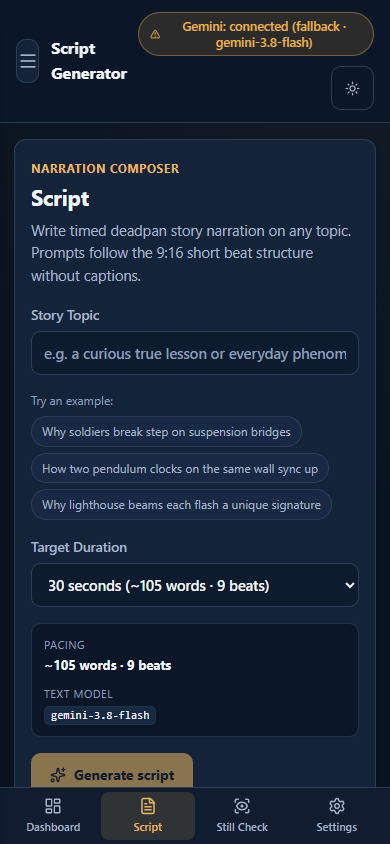 Script
Generator
Gemini: connected (fallback ·
gemini-3.8-flash)
NARRATION COMPOSER
Script
Write timed deadpan story narration on any topic.
Prompts follow the 9:16 short beat structure
without captions.
Story Topic
e.g. a curious true lesson or everyday phenom
Try an example:
Why soldiers break step on suspension bridges
How two pendulum clocks on the same wall sync up
Why lighthouse beams each flash a unique signature
Target Duration
30 seconds (~105 words · 9 beats)
PACING
~105 words · 9 beats
TEXT MODEL
gemini-3.8-flash
Generate script
Dashboard
Script
Still Check
Settings